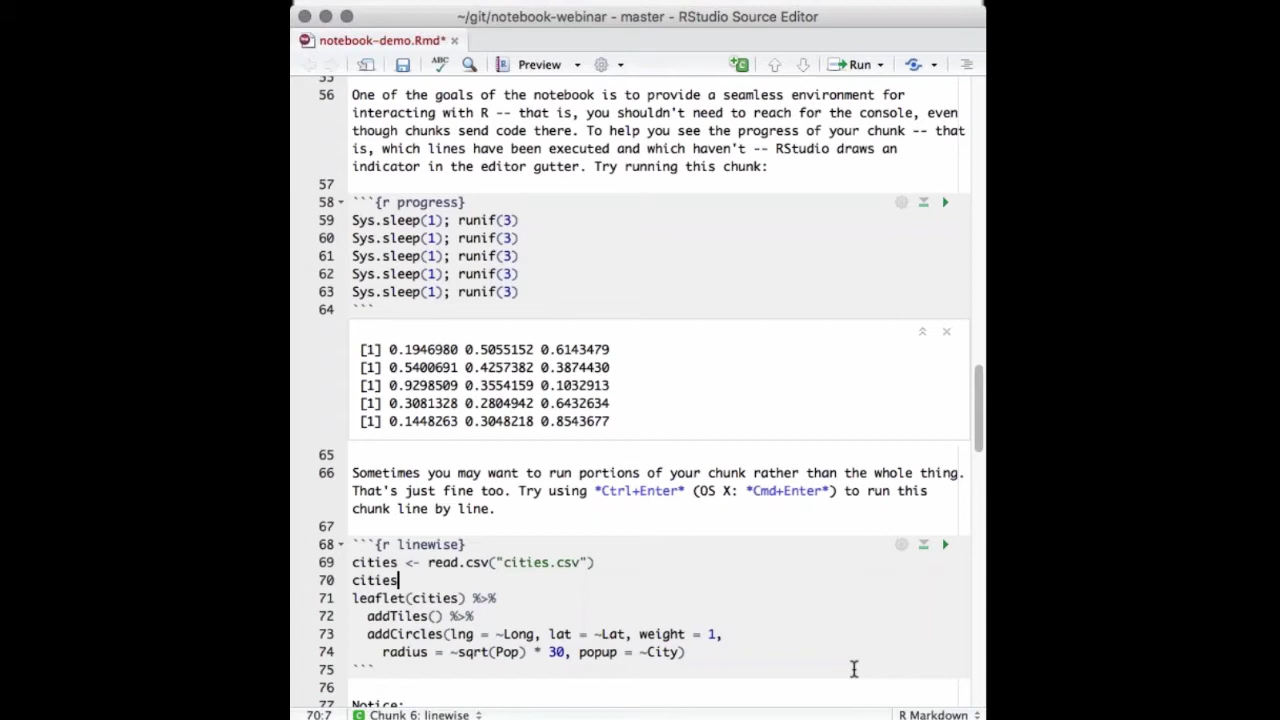 ~/git/notebook-webinar - master - RStudio Source Editor
notebook-demo.Rmd*
ABC
Preview
Run
55
56 One of the goals of the notebook is to provide a seamless environment for
interacting with R -- that is, you shouldn't need to reach for the console, even
though chunks send code there. To help you see the progress of your chunk -- that
is, which lines have been executed and which haven't -- RStudio draws an
indicator in the editor gutter. Try running this chunk:
57
58 ```{r progress}
59 Sys.sleep(1); runif(3)
60 Sys.sleep(1); runif(3)
61 Sys.sleep(1); runif(3)
62 Sys.sleep(1); runif(3)
63 Sys.sleep(1); runif(3)
64 ```
[1] 0.1946980 0.5055152 0.6143479
[1] 0.5400691 0.4257382 0.3874430
[1] 0.9298509 0.3554159 0.1032913
[1] 0.3081328 0.2804942 0.6432634
[1] 0.1448263 0.3048218 0.8543677
65
66 Sometimes you may want to run portions of your chunk rather than the whole thing.
That's just fine too. Try using *Ctrl+Enter* (OS X: *Cmd+Enter*) to run this
chunk line by line.
67
68 ```{r linewise}
69 cities <- read.csv("cities.csv")
70 cities
71 leaflet(cities) %>%
72 addTiles() %>%
73 addCircles(lng = ~Long, lat = ~Lat, weight = 1,
74 radius = ~sqrt(Pop) * 30, popup = ~City)
75 ```
76
77 Notice:
70:7 C Chunk 6: linewise R Markdown